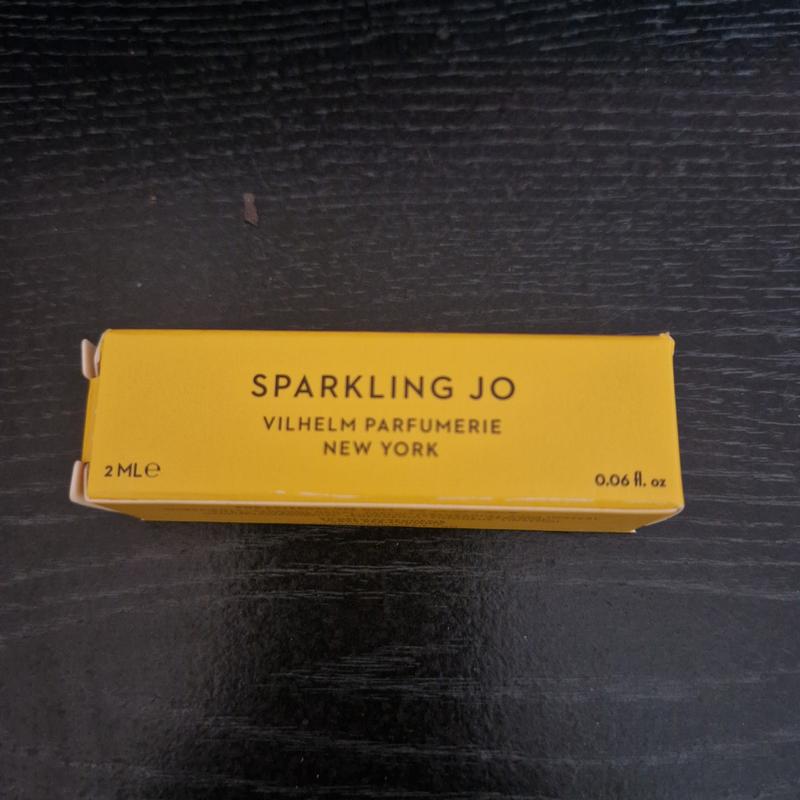 SPARKLING JO
VILHELM PARFUMERIE
NEW YORK
2 ML ℮
0.06 fl. oz